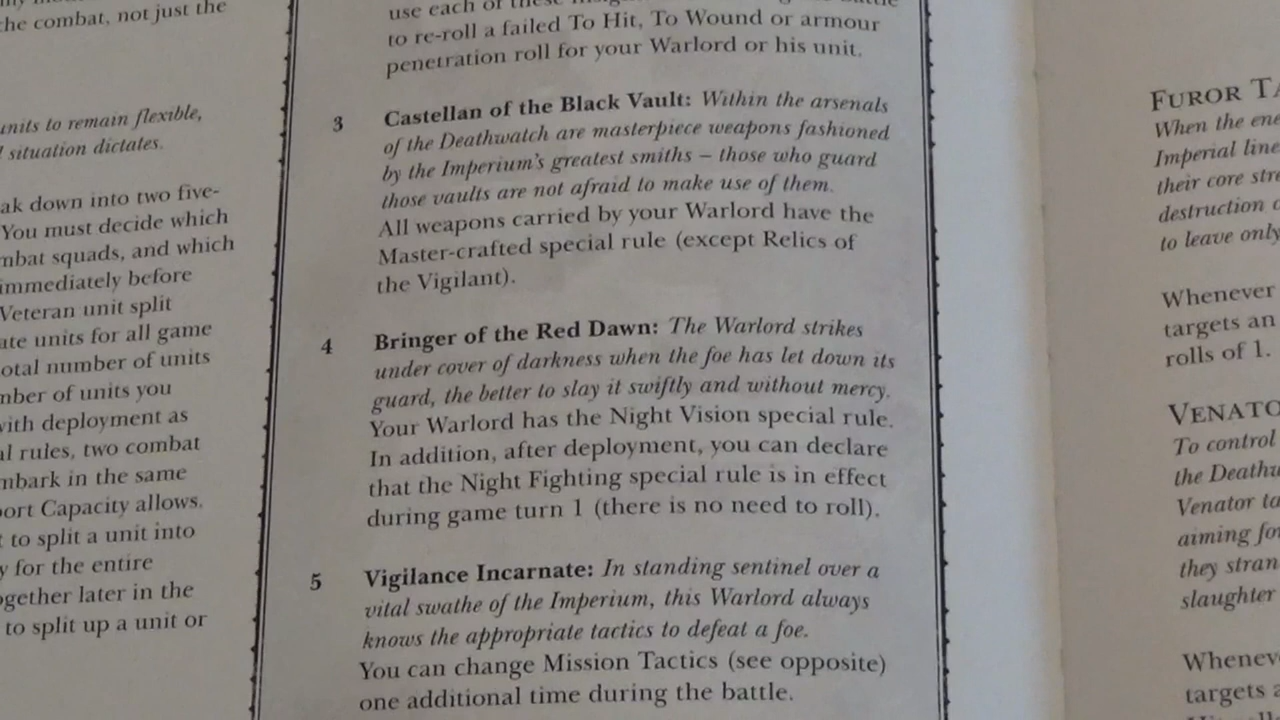 the combat, not just the
units to remain flexible,
situation dictates.
ak down into two five-
You must decide which
mbat squads, and which
immediately before
Veteran unit split
ate units for all game
otal number of units
mber of units you
with deployment as
al rules, two combat
mbark in the same
port Capacity allows.
t to split a unit into
y for the entire
ogether later in the
to split up a unit or
use each of these
to re-roll a failed To Hit, To Wound or armour
penetration roll for your Warlord or his unit.
3 Castellan of the Black Vault: Within the arsenals
of the Deathwatch are masterpiece weapons fashioned
by the Imperium's greatest smiths – those who guard
those vaults are not afraid to make use of them.
All weapons carried by your Warlord have the
Master-crafted special rule (except Relics of
the Vigilant).
4 Bringer of the Red Dawn: The Warlord strikes
under cover of darkness when the foe has let down its
guard, the better to slay it swiftly and without mercy.
Your Warlord has the Night Vision special rule.
In addition, after deployment, you can declare
that the Night Fighting special rule is in effect
during game turn 1 (there is no need to roll).
5 Vigilance Incarnate: In standing sentinel over a
vital swathe of the Imperium, this Warlord always
knows the appropriate tactics to defeat a foe.
You can change Mission Tactics (see opposite)
one additional time during the battle.
FUROR TA
When the ene
Imperial line
their core stre
destruction o
to leave only
Whenever
targets an
rolls of 1.
VENATO
To control
the Deathw
Venator ta
aiming fo
they stran
slaughter
Whenev
targets a